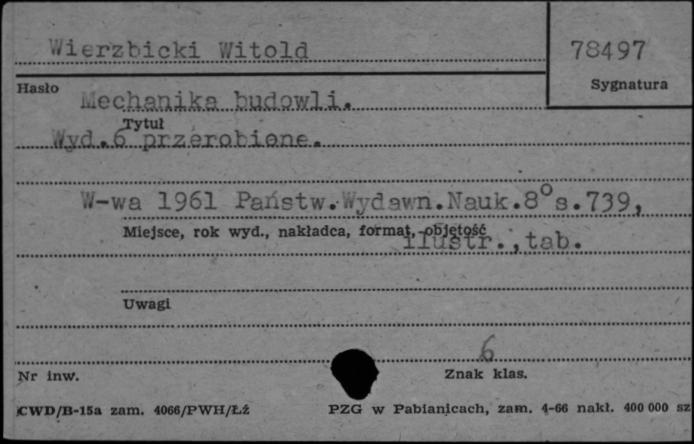 Wierzbicki Witold
78497
Hasło
Sygnatura
Mechanika budowli.
Tytuł
Wyd.6 przerobione.
W-wa 1961 Państw.Wydawn.Nauk.8°s.739,
Miejsce, rok wyd., nakładca, format, objętość
ilustr.,tab.
Uwagi
6
Nr inw.
Znak klas.
CWD/B-15a zam. 4066/PWH/Łż
PZG w Pabianicach, zam. 4-66 nakł. 400 000 sz